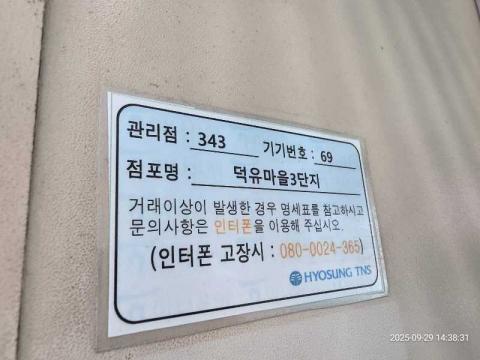 관리점 : 343 기기번호 : 69
점포명 : 덕유마을3단지
거래이상이 발생한 경우 명세표를 참고하시고
문의사항은 인터폰을 이용해 주십시오.
(인터폰 고장시 : 080-0024-365)
HYOSUNG TNS
2025-09-29 14:38:31